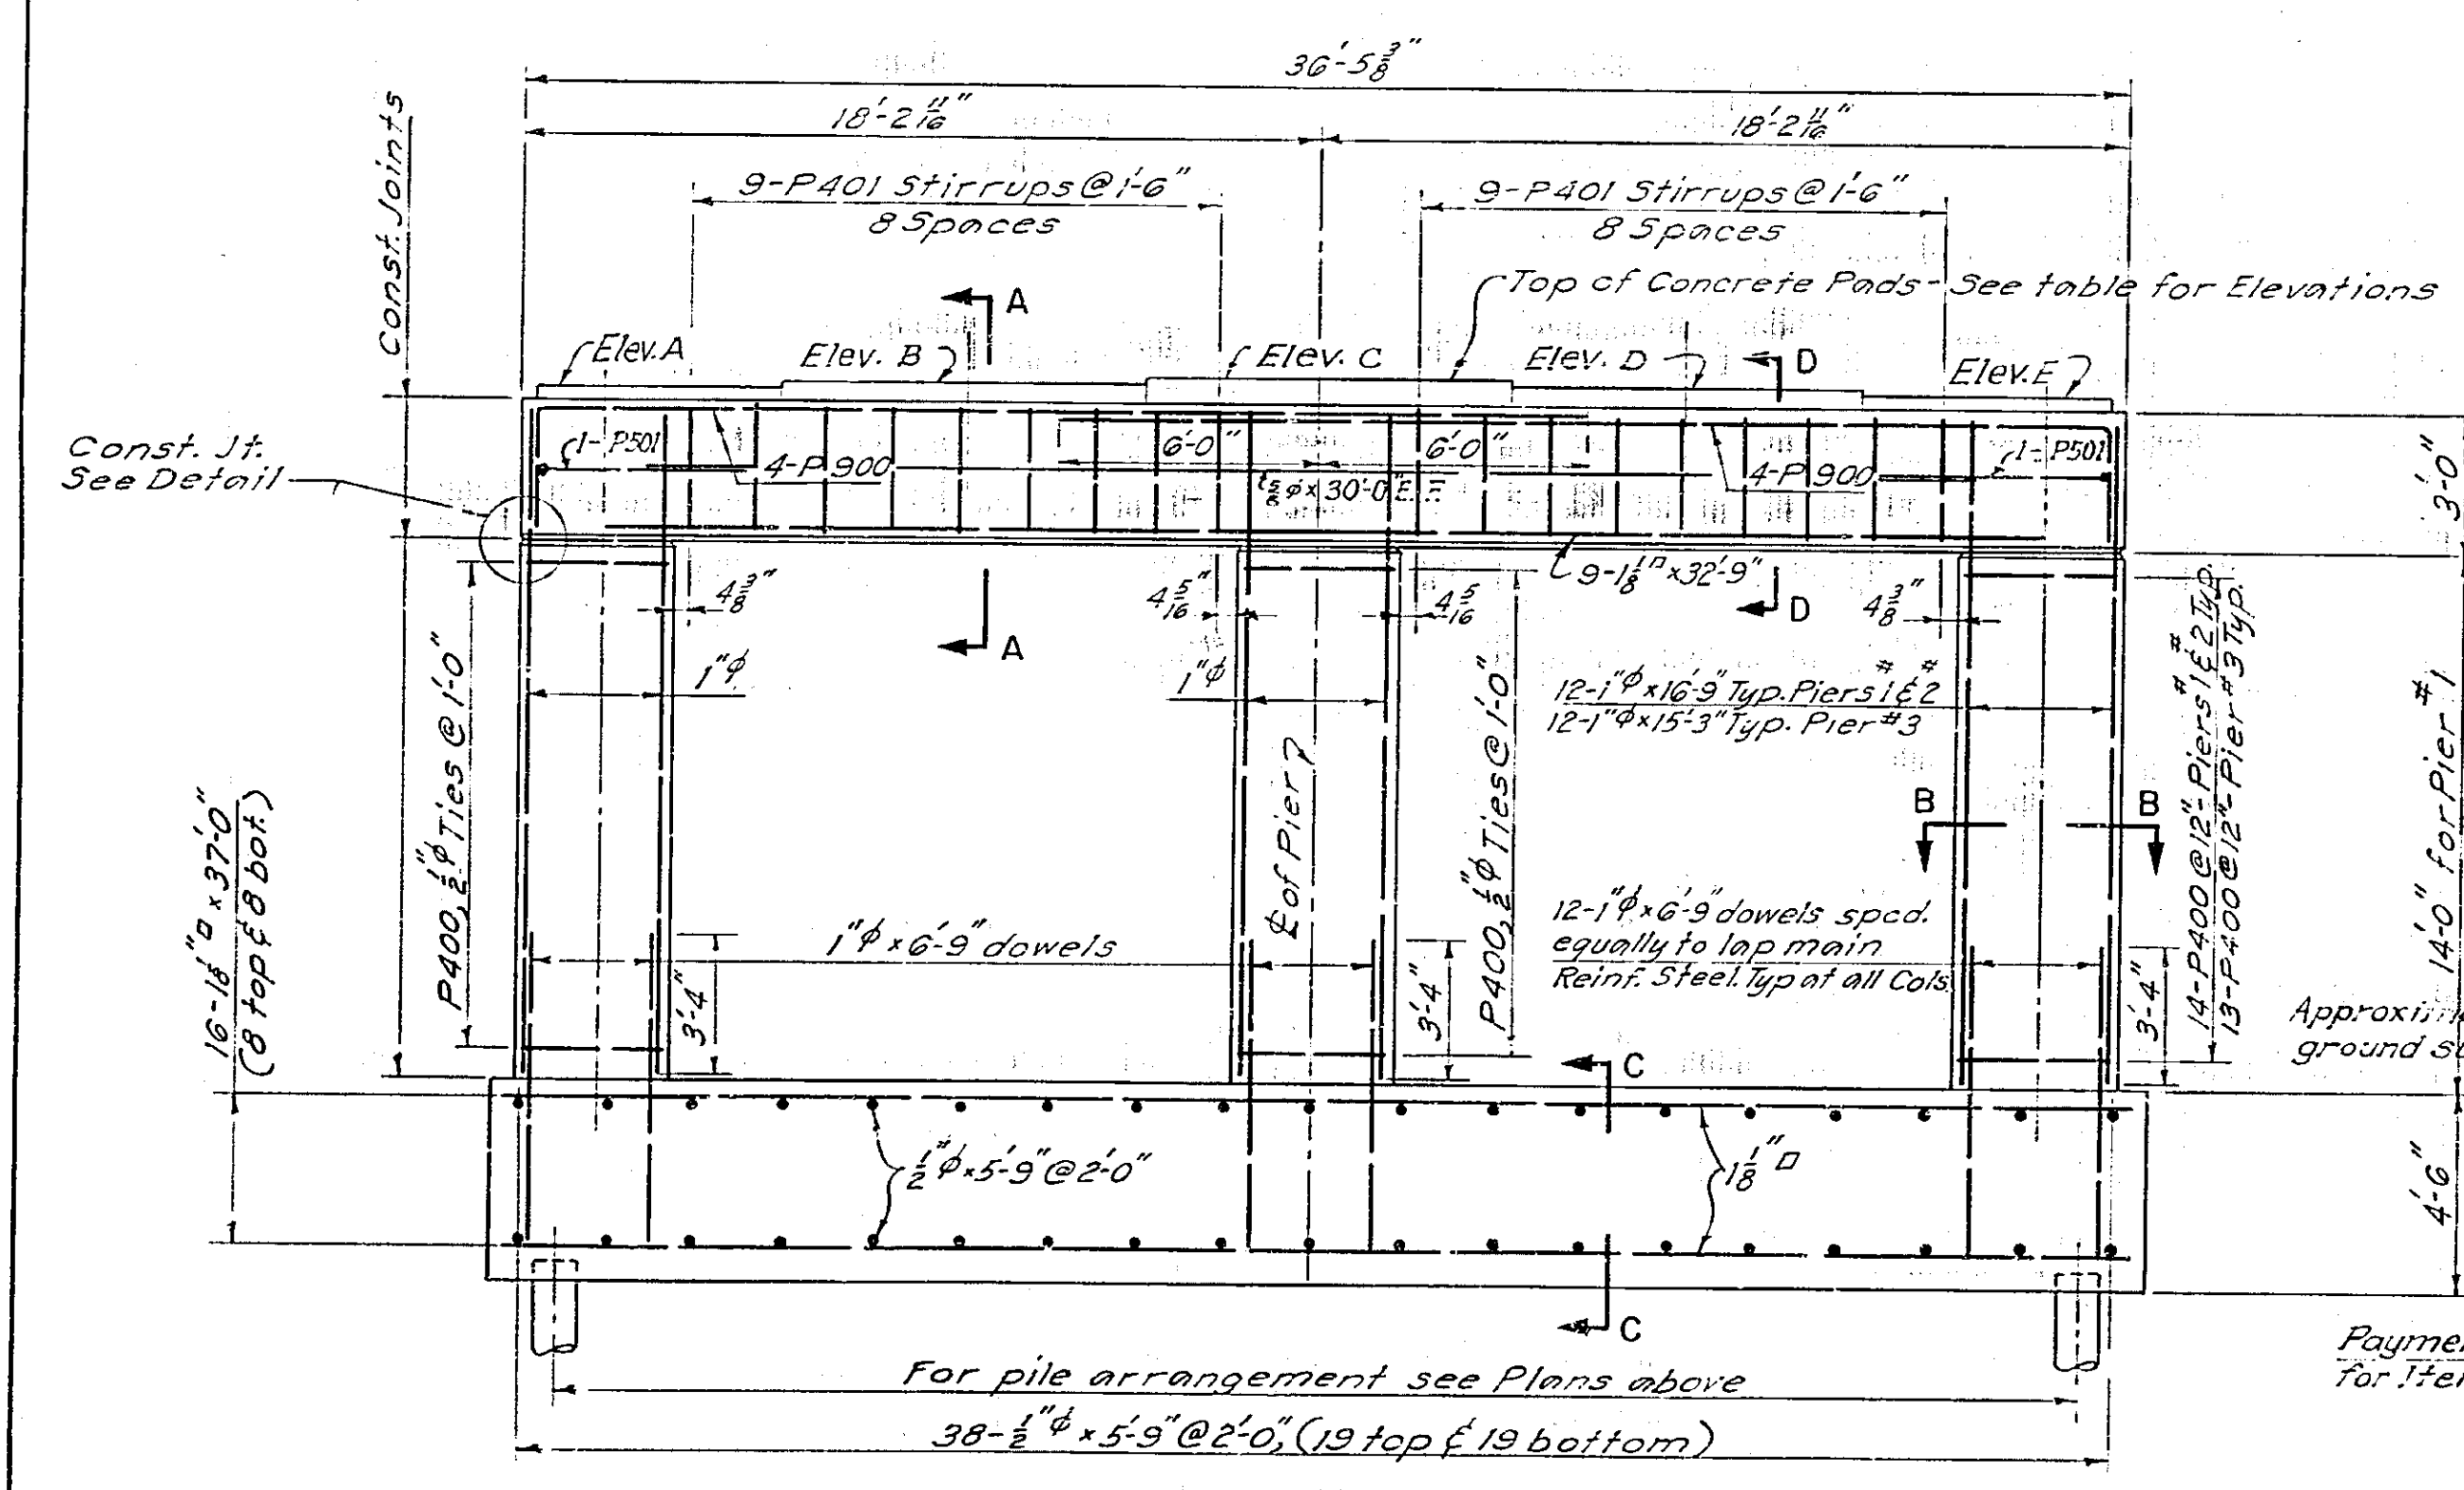 36'-5 3/8"
18'-2 11/16"
18'-2 11/16"
9-P401 Stirrups @ 1'-6"
8 Spaces
9-P401 Stirrups @ 1'-6"
8 Spaces
Const. Joints
Top of Concrete Pads - See table for Elevations
A
Elev. A
Elev. B
Elev. C
Elev. D
D
Elev. E
Const. Jt.
See Detail
1-P501
4-P900
6'-0"
6'-0"
4-P900
1-P501
5/8 φ x 30'-0" E.F.
3'-0"
4 3/8"
A
4 5/16"
4 5/16
9-1 1/8"□ x 32'-9"
D
4 3/8"
1"φ
1"φ
12-1"φ x 16'-9" Typ. Piers #1 & #2
12-1"φ x 15'-3" Typ. Pier #3
P400, 1/2"φ Ties @ 1'-0"
℄ of Pier
P400, 1/2"φ Ties @ 1'-0"
B
B
14-P400 @ 12"- Piers #1 & 2 Typ.
13-P400 @ 12"- Pier #3 Typ.
14'-0" for Pier #1
16-1 1/8"□ x 37'-0"
(8 top & 8 bot.)
1"φ x 6'-9" dowels
12-1"φ x 6'-9" dowels spcd.
equally to lap main
Reinf. Steel. Typ at all Cols
3'-4"
3'-4"
3'-4"
Approxim
ground su
C
1/2"φ x 5'-9" @ 2'-0"
1 1/8"□
4'-6"
C
For pile arrangement see Plans above
Paymen
for Item
38-1/2"φ x 5'-9" @ 2'-0", (19 top & 19 bottom)